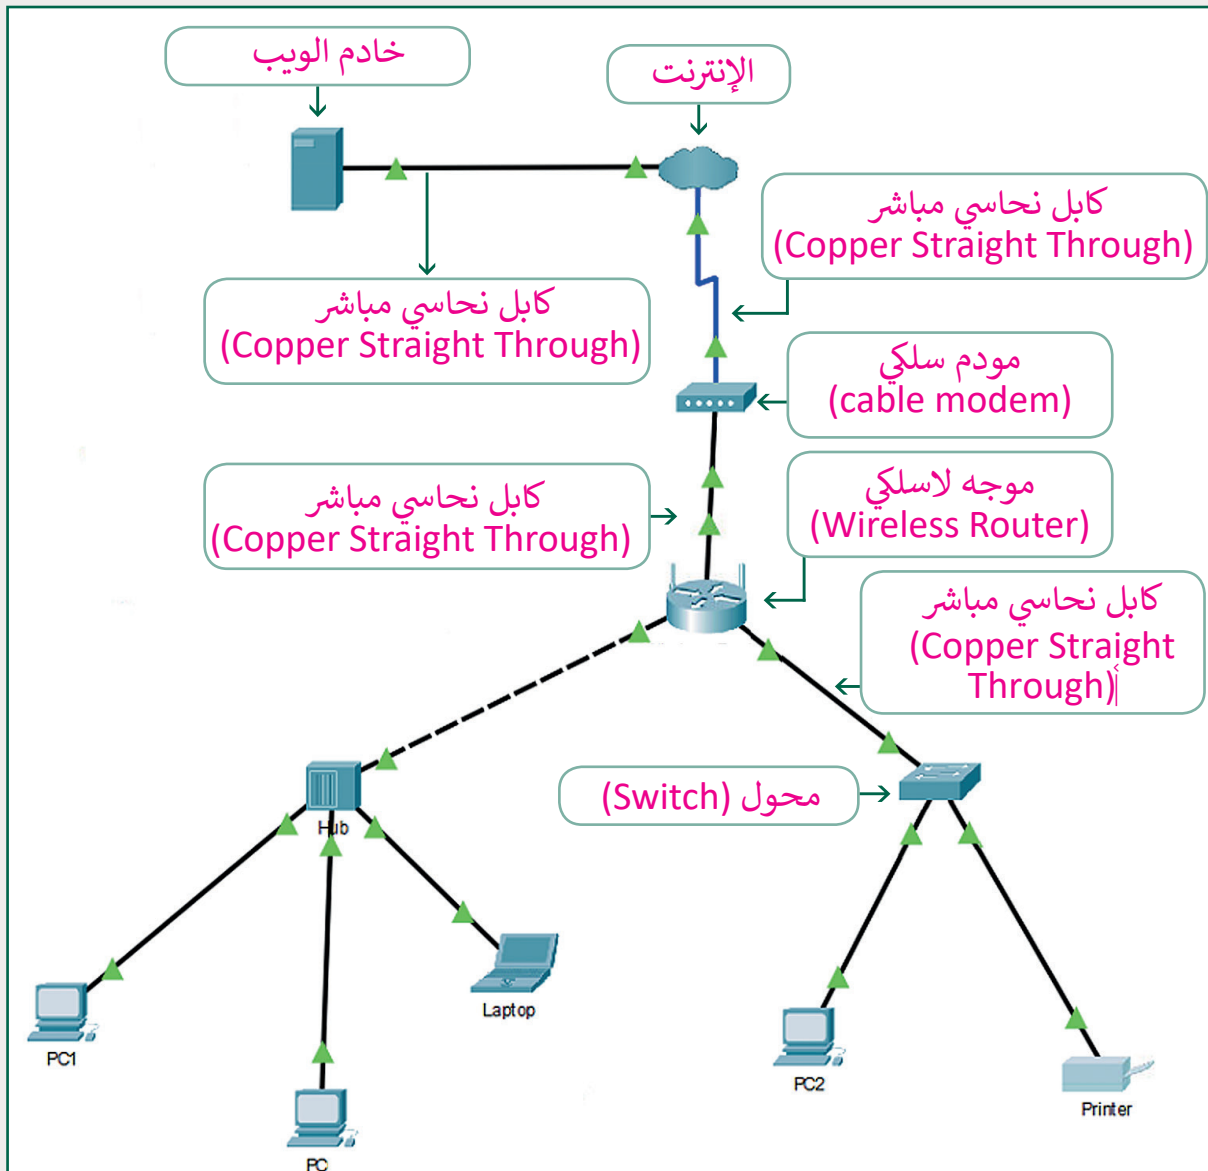 خادم الويب
الإنترنت
كابل نحاسي مباشر
(Copper Straight Through)
كابل نحاسي مباشر
(Copper Straight Through)
مودم سلكي
(cable modem)
موجه لاسلكي
(Wireless Router)
كابل نحاسي مباشر
(Copper Straight Through)
كابل نحاسي مباشر
(Copper Straight
Through)
محول (Switch)
Hub
Laptop
PC1
PC2
Printer
PC